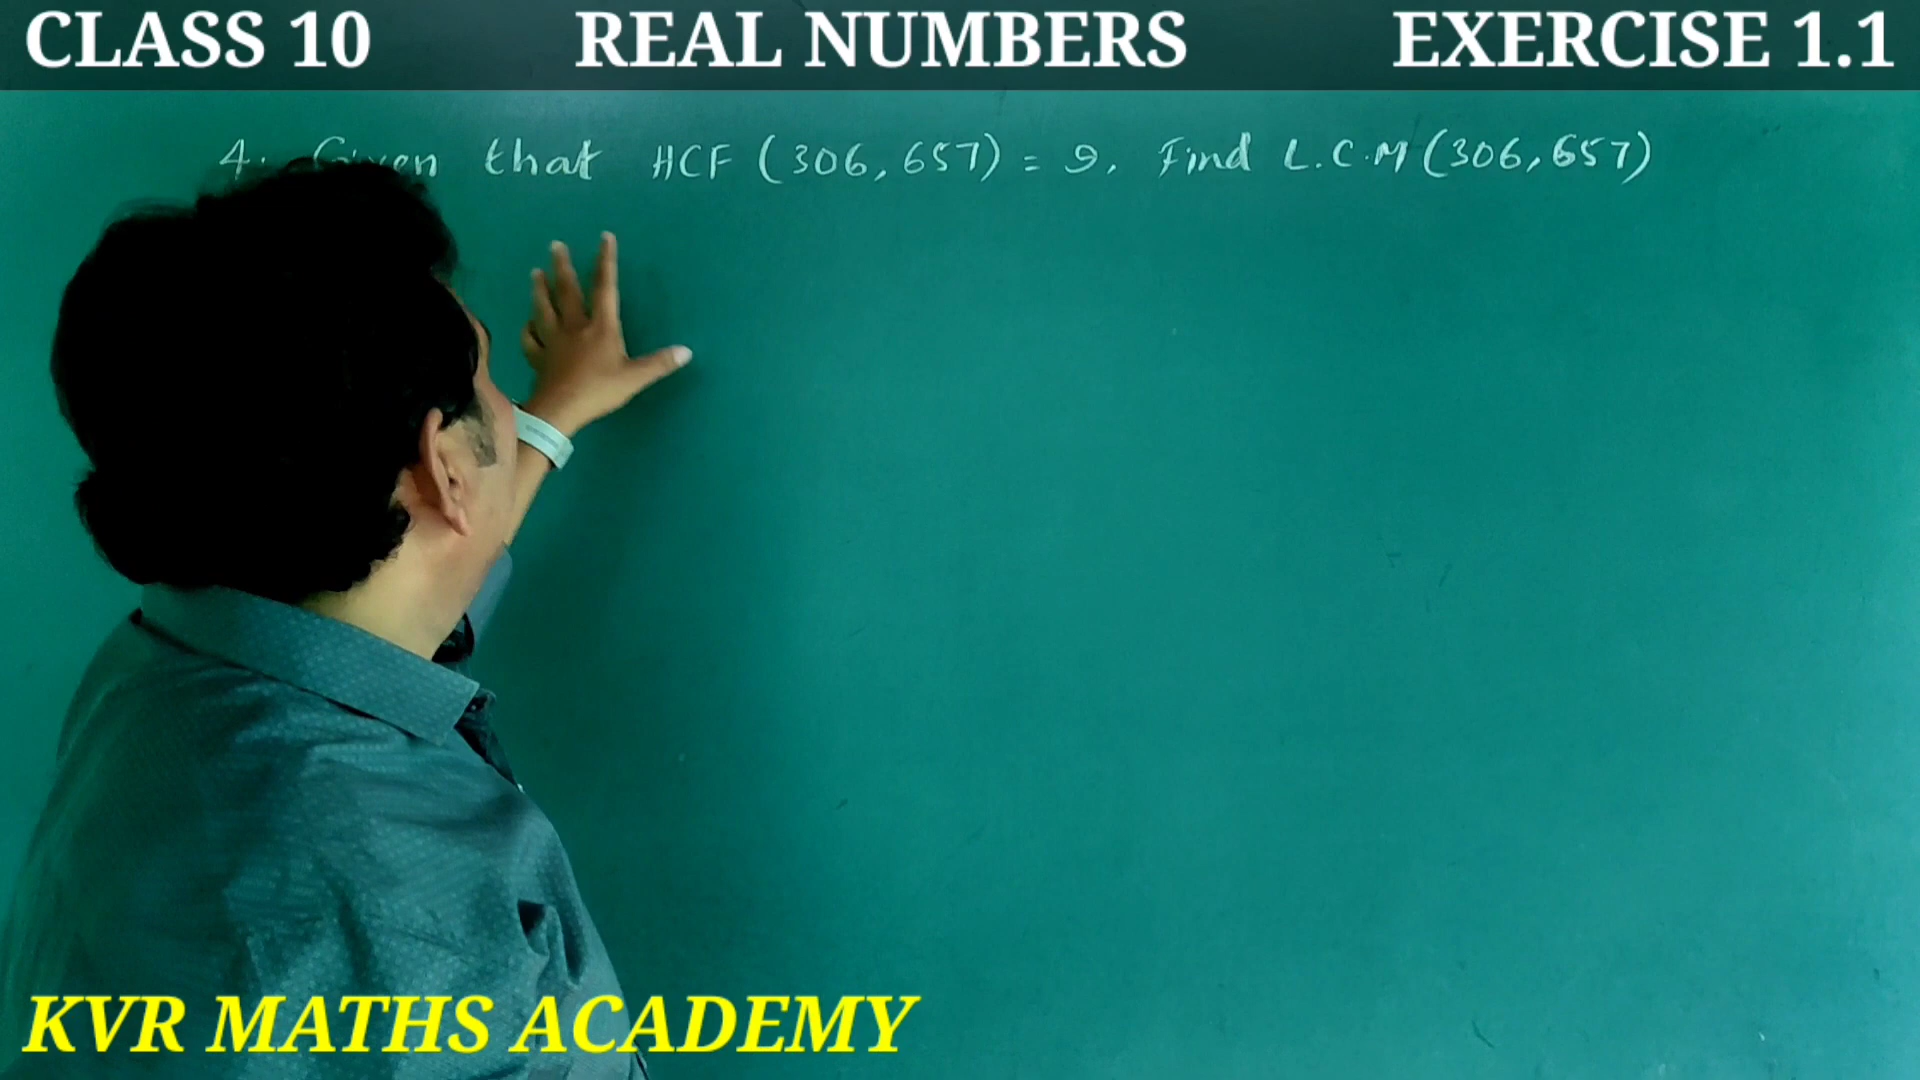 CLASS 10 REAL NUMBERS EXERCISE 1.1
4. Given that HCF (306, 657) = 9. Find L.C.M (306, 657)
KVR MATHS ACADEMY